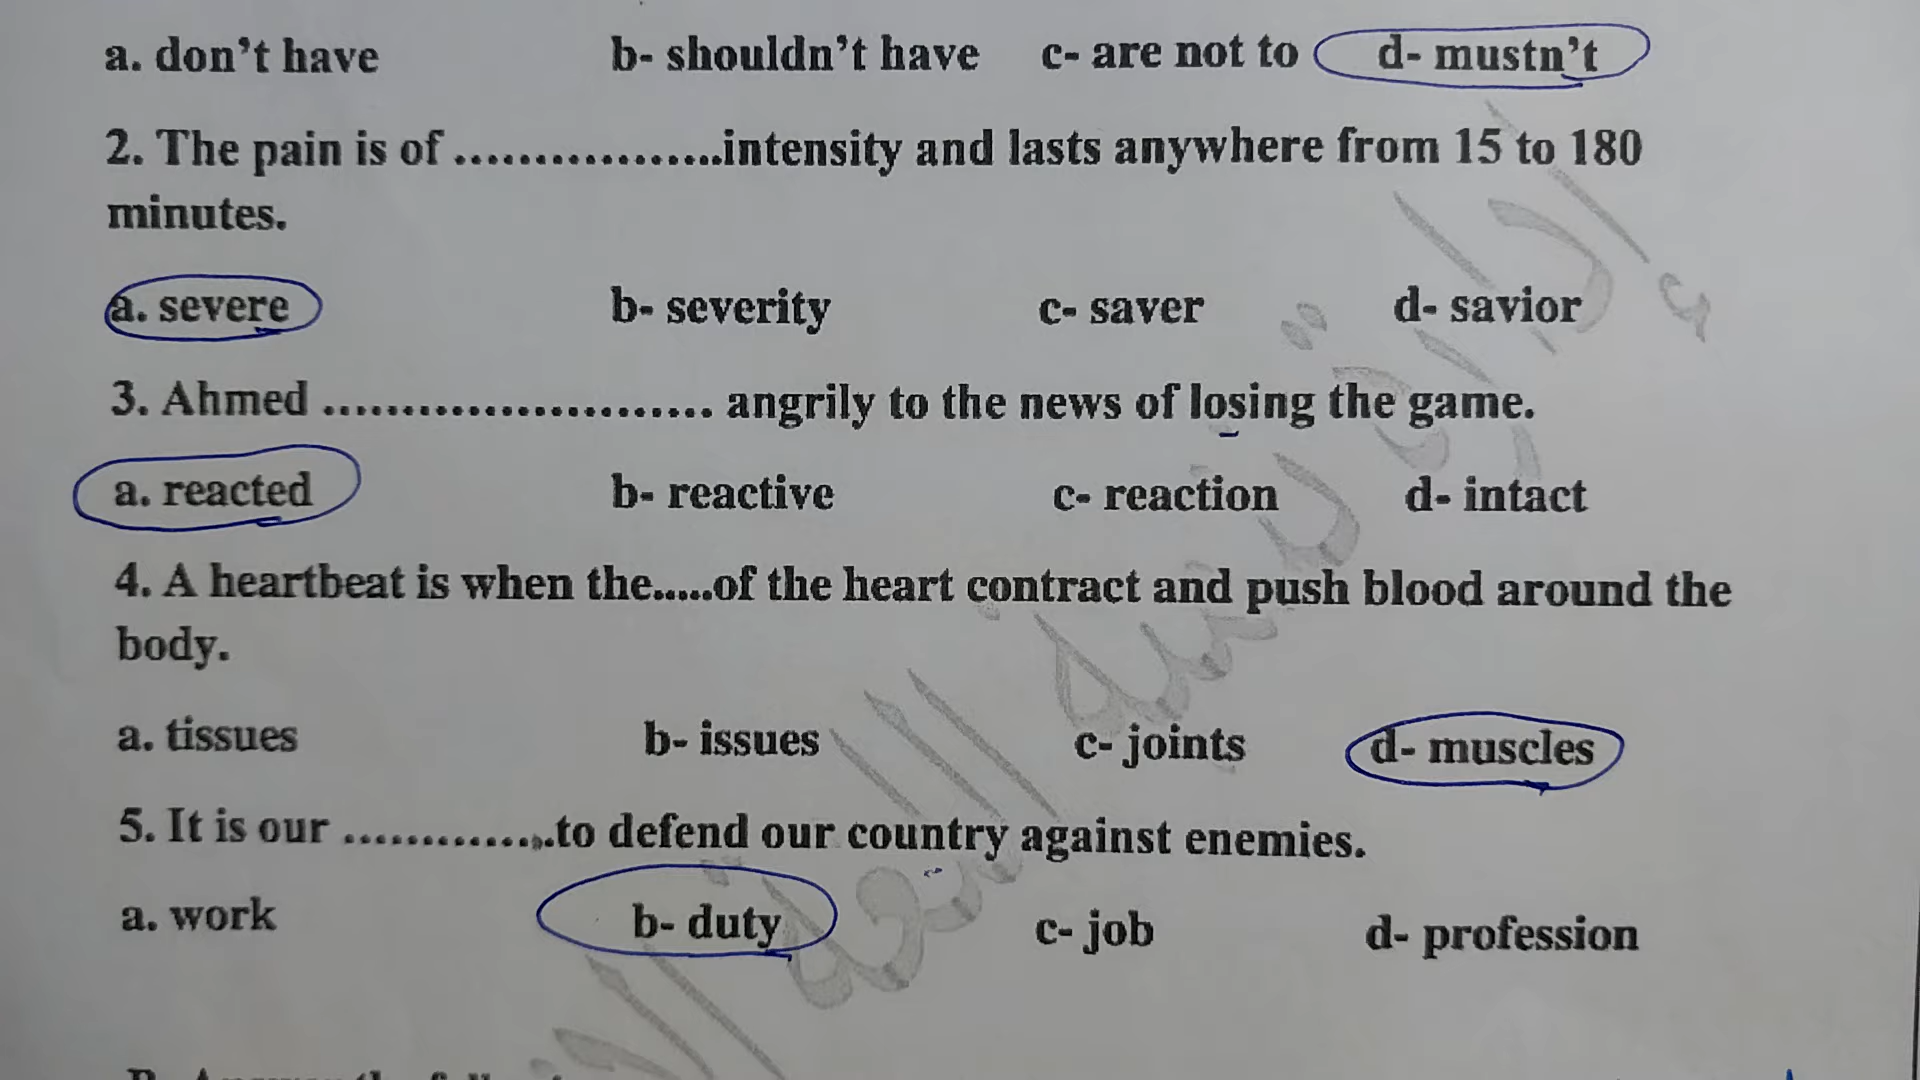 a. don't have b- shouldn't have c- are not to d- mustn't
2. The pain is of .................intensity and lasts anywhere from 15 to 180
minutes.
a. severe b- severity c- saver d- savior
3. Ahmed ......................... angrily to the news of losing the game.
a. reacted b- reactive c- reaction d- intact
4. A heartbeat is when the.....of the heart contract and push blood around the
body.
a. tissues b- issues c- joints d- muscles
5. It is our ..............to defend our country against enemies.
a. work b- duty c- job d- profession